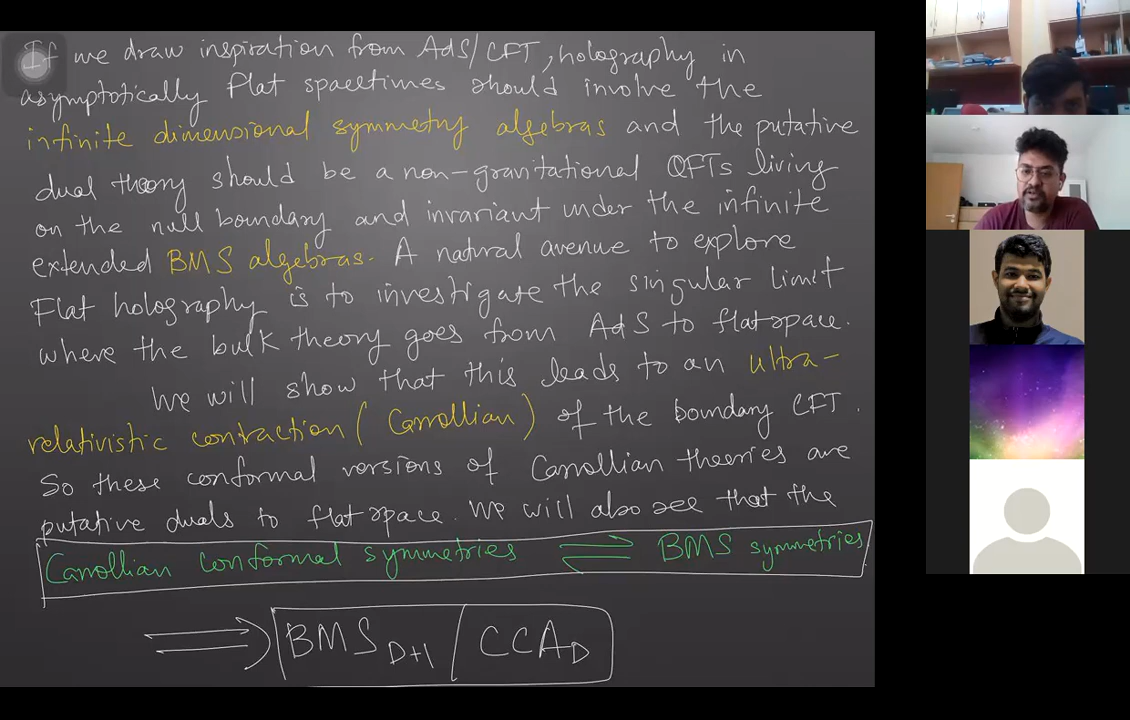 If we draw inspiration from AdS/CFT, holography in
asymptotically flat spacetimes should involve the
infinite dimensional symmetry algebras and the putative
dual theory should be a non-gravitational QFTs living
on the null boundary and invariant under the infinite
extended BMS algebras. A natural avenue to explore
Flat holography is to investigate the singular limit
where the bulk theory goes from AdS to flatspace.
We will show that this leads to an ultra-
relativistic contraction (Carrollian) of the boundary CFT.
So these conformal versions of Carrollian theories are
putative duals to flat space. We will also see that the
Carrollian conformal symmetries ⇌ BMS symmetries
⟹ BMS_{D+1} / CCA_D